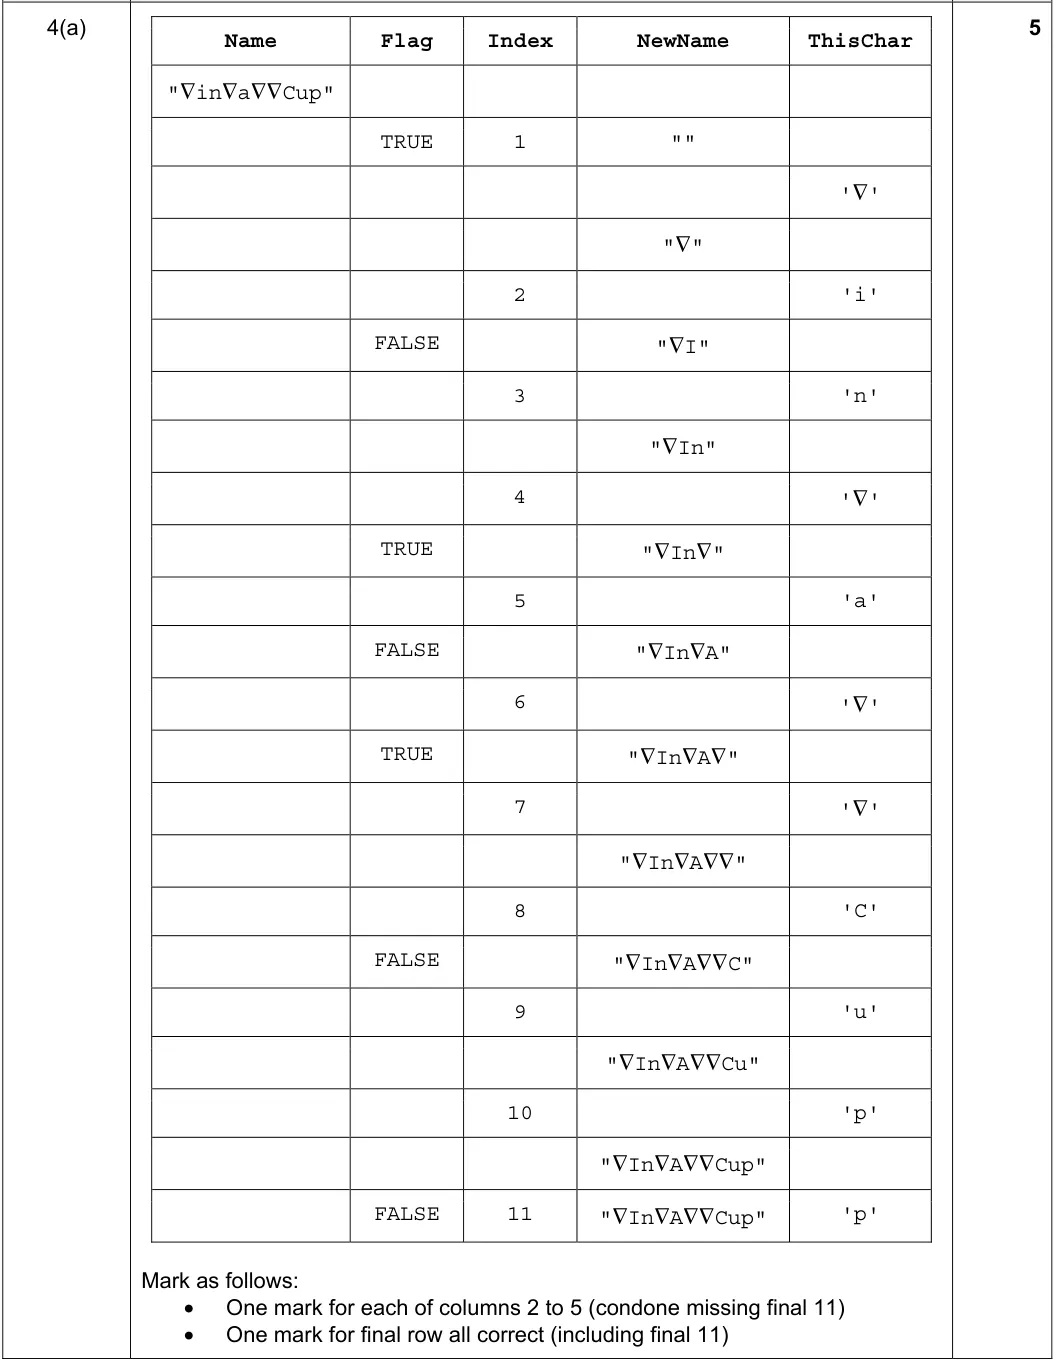 4(a) 5
Name Flag Index NewName ThisChar
"∇in∇a∇∇Cup"
TRUE 1 ""
'∇'
"∇"
2 'i'
FALSE "∇I"
3 'n'
"∇In"
4 '∇'
TRUE "∇In∇"
5 'a'
FALSE "∇In∇A"
6 '∇'
TRUE "∇In∇A∇"
7 '∇'
"∇In∇A∇∇"
8 'C'
FALSE "∇In∇A∇∇C"
9 'u'
"∇In∇A∇∇Cu"
10 'p'
"∇In∇A∇∇Cup"
FALSE 11 "∇In∇A∇∇Cup" 'p'
Mark as follows:
• One mark for each of columns 2 to 5 (condone missing final 11)
• One mark for final row all correct (including final 11)